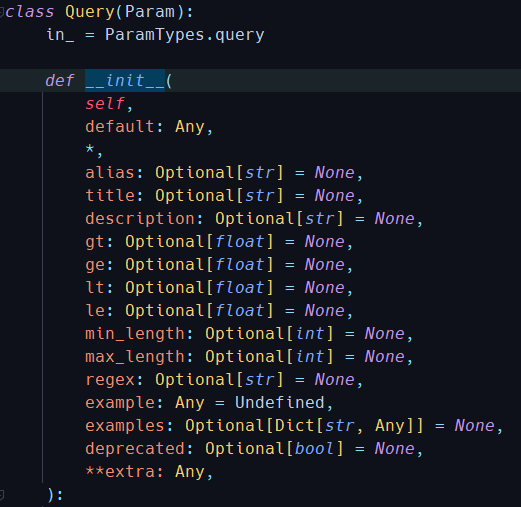 class Query(Param):
    in_ = ParamTypes.query

    def __init__(
        self,
        default: Any,
        *,
        alias: Optional[str] = None,
        title: Optional[str] = None,
        description: Optional[str] = None,
        gt: Optional[float] = None,
        ge: Optional[float] = None,
        lt: Optional[float] = None,
        le: Optional[float] = None,
        min_length: Optional[int] = None,
        max_length: Optional[int] = None,
        regex: Optional[str] = None,
        example: Any = Undefined,
        examples: Optional[Dict[str, Any]] = None,
        deprecated: Optional[bool] = None,
        **extra: Any,
    ):